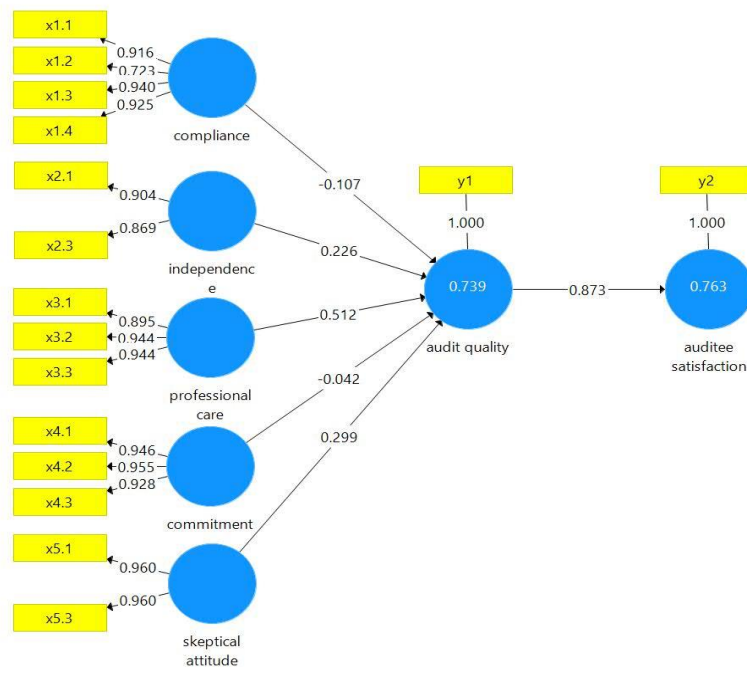 x1.1
0.916
x1.2
0.723
x1.3
0.940
x1.4
0.925
compliance
-0.107
x2.1
0.904
x2.3
0.869
independenc
e
0.226
x3.1
0.895
x3.2
0.944
x3.3
0.944
professional
care
0.512
x4.1
0.946
x4.2
0.955
x4.3
0.928
commitment
-0.042
x5.1
0.960
x5.3
0.960
skeptical
attitude
0.299
y1
1.000
0.739
audit quality
0.873
y2
1.000
0.763
auditee
satisfaction